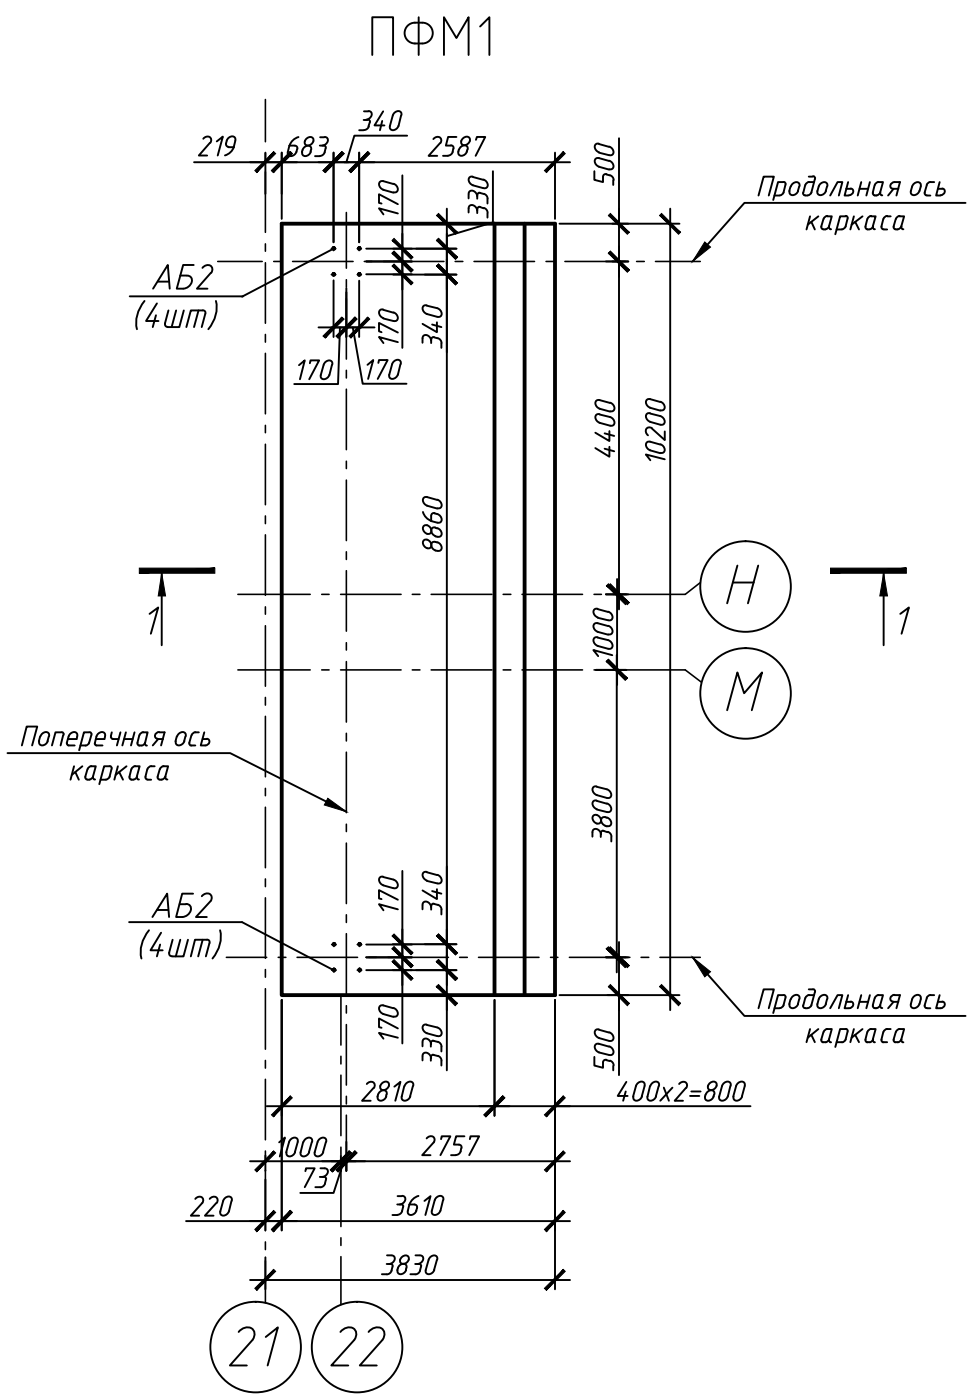 ПФМ1
340
219
683
2587
500
170
330
Продольная ось
каркаса
АБ2
(4шт)
170
340
170
170
4400
10200
8860
Н
1
1
1000
М
Поперечная ось
каркаса
3800
170
340
АБ2
(4шт)
170
330
500
Продольная ось
каркаса
2810
400х2=800
1000
2757
73
220
3610
3830
21
22